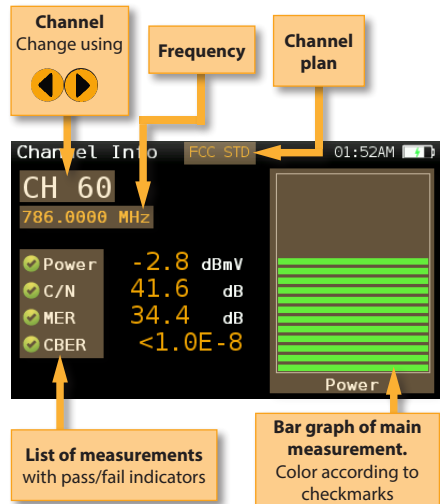 Channel
Change using
Frequency
Channel
plan
Channel Info FCC STD 01:52AM
CH 60
786.0000 MHz
Power -2.8 dBmV
C/N 41.6 dB
MER 34.4 dB
CBER <1.0E-8
Power
List of measurements
with pass/fail indicators
Bar graph of main
measurement.
Color according to
checkmarks